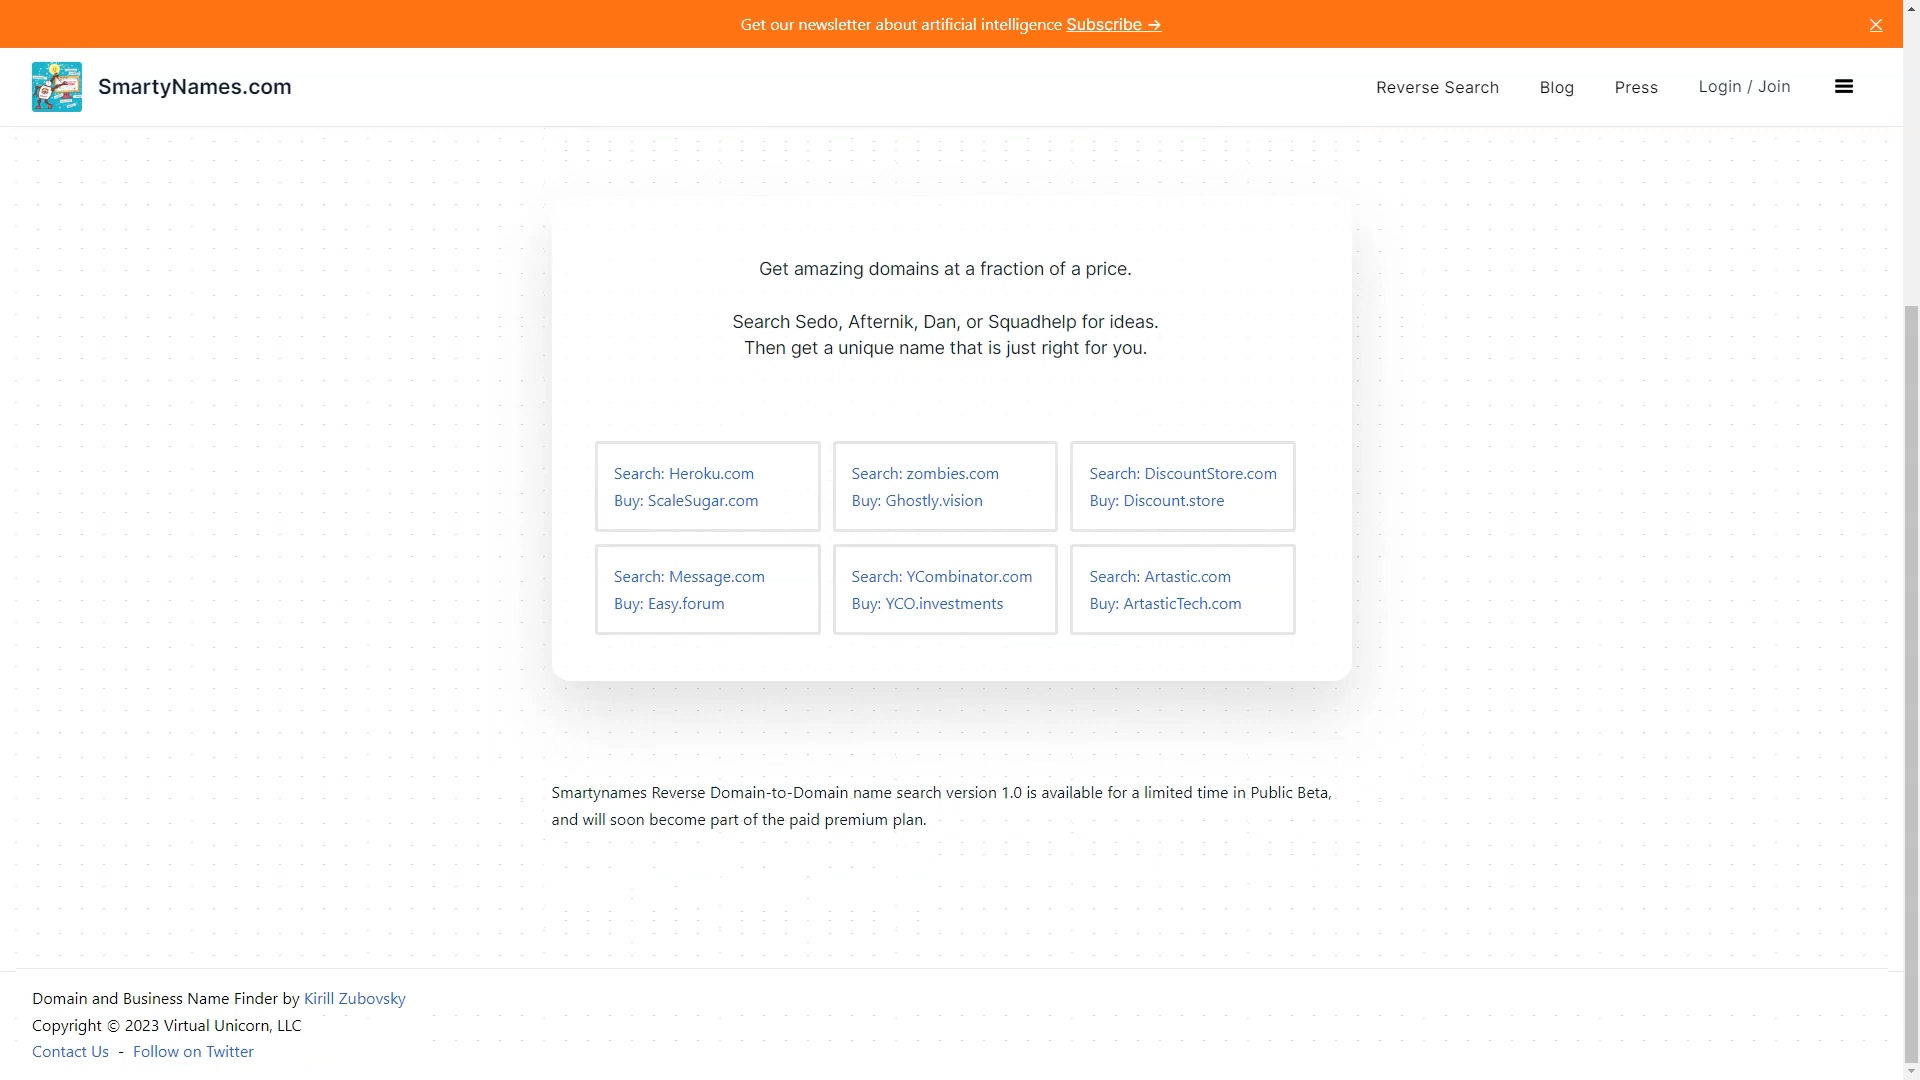 Get our newsletter about artificial intelligence Subscribe →
SmartyNames.com
Reverse Search
Blog
Press
Login / Join
Get amazing domains at a fraction of a price.
Search Sedo, Afternik, Dan, or Squadhelp for ideas.
Then get a unique name that is just right for you.
Search: Heroku.com
Buy: ScaleSugar.com
Search: zombies.com
Buy: Ghostly.vision
Search: DiscountStore.com
Buy: Discount.store
Search: Message.com
Buy: Easy.forum
Search: YCombinator.com
Buy: YCO.investments
Search: Artastic.com
Buy: ArtasticTech.com
Smartynames Reverse Domain-to-Domain name search version 1.0 is available for a limited time in Public Beta,
and will soon become part of the paid premium plan.
Domain and Business Name Finder by Kirill Zubovsky
Copyright © 2023 Virtual Unicorn, LLC
Contact Us - Follow on Twitter